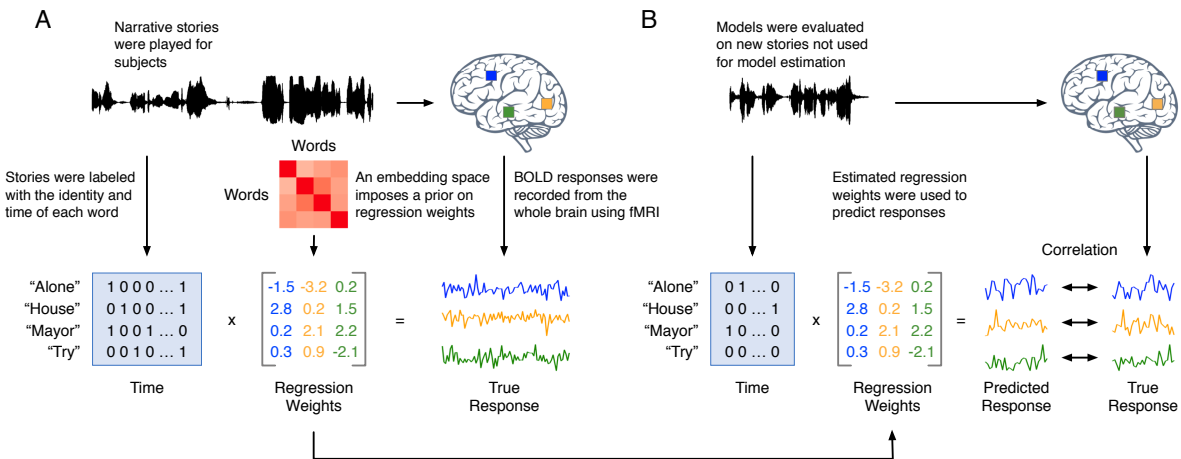 A
Narrative stories
were played for
subjects
Words
Words
Stories were labeled
with the identity and
time of each word
An embedding space
imposes a prior on
regression weights
BOLD responses were
recorded from the
whole brain using fMRI
“Alone” 1 0 0 0 ... 1
“House” 0 1 0 0 ... 1
“Mayor” 1 0 0 1 ... 0
“Try” 0 0 1 0 ... 1
x
-1.5 -3.2 0.2
2.8 0.2 1.5
0.2 2.1 2.2
0.3 0.9 -2.1
=
Time
Regression
Weights
True
Response
B
Models were evaluated
on new stories not used
for model estimation
Estimated regression
weights were used to
predict responses
Correlation
“Alone” 0 1 ... 0
“House” 0 0 ... 1
“Mayor” 1 0 ... 0
“Try” 0 0 ... 0
x
-1.5 -3.2 0.2
2.8 0.2 1.5
0.2 2.1 2.2
0.3 0.9 -2.1
=
Time
Regression
Weights
Predicted
Response
True
Response